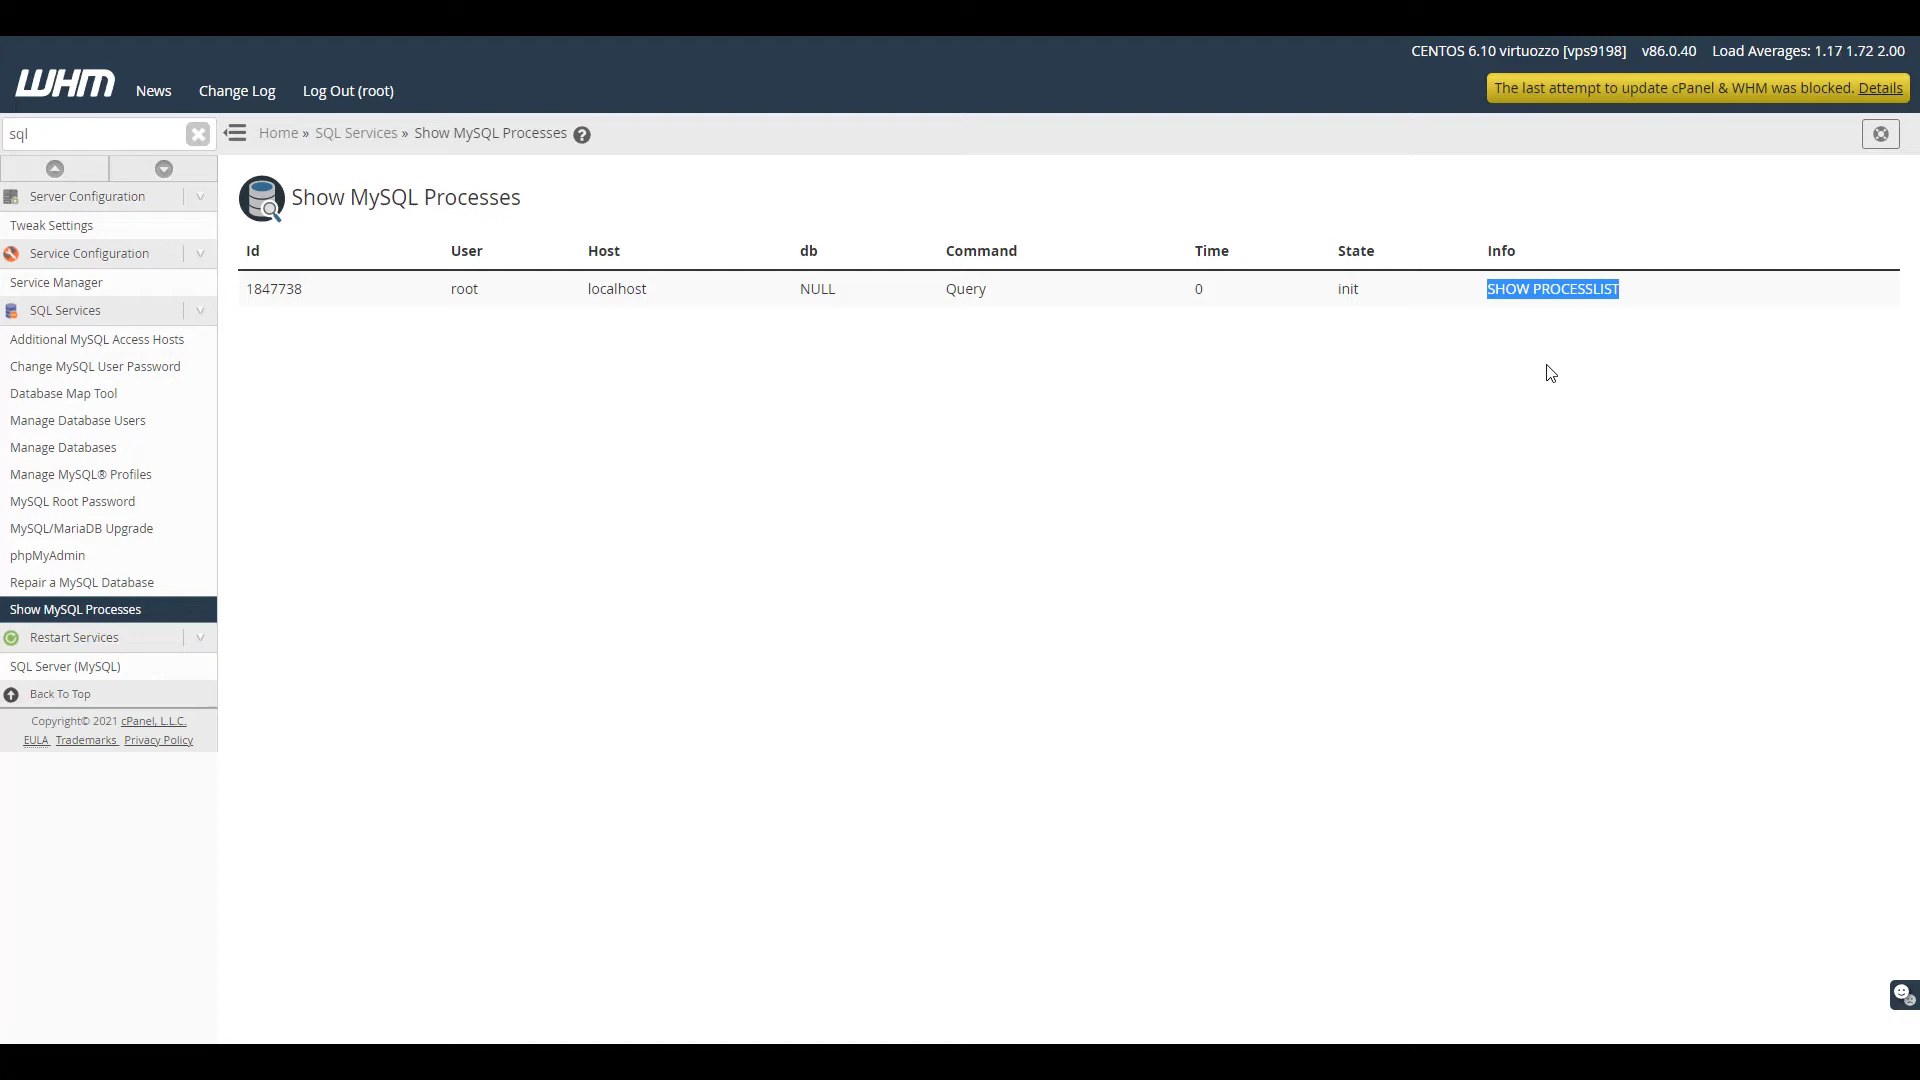 CENTOS 6.10 virtuozzo [vps9198] v86.0.40 Load Averages: 1.17 1.72 2.00
WHM News Change Log Log Out (root)
The last attempt to update cPanel & WHM was blocked. Details
sql
Home » SQL Services » Show MySQL Processes ?
Server Configuration
Tweak Settings
Service Configuration
Service Manager
SQL Services
Additional MySQL Access Hosts
Change MySQL User Password
Database Map Tool
Manage Database Users
Manage Databases
Manage MySQL® Profiles
MySQL Root Password
MySQL/MariaDB Upgrade
phpMyAdmin
Repair a MySQL Database
Show MySQL Processes
Restart Services
SQL Server (MySQL)
Back To Top
Copyright© 2021 cPanel, L.L.C.
EULA Trademarks Privacy Policy
Show MySQL Processes
Id User Host db Command Time State Info
1847738 root localhost NULL Query 0 init SHOW PROCESSLIST